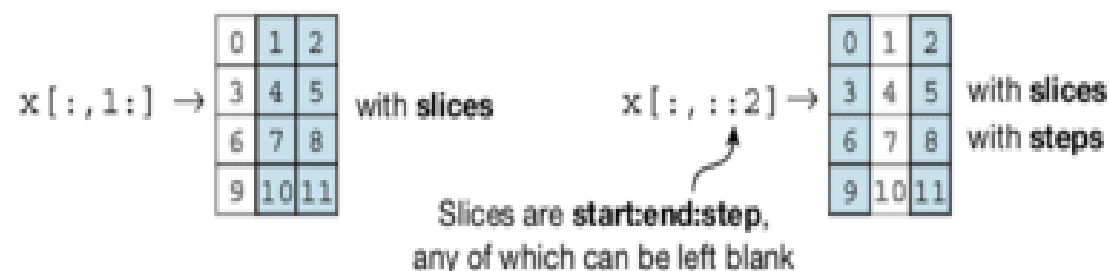 x[:,1:] →
0 1 2
3 4 5
6 7 8
9 10 11
with slices
x[:,::2] →
0 1 2
3 4 5
6 7 8
9 10 11
with slices
with steps
Slices are start:end:step,
any of which can be left blank